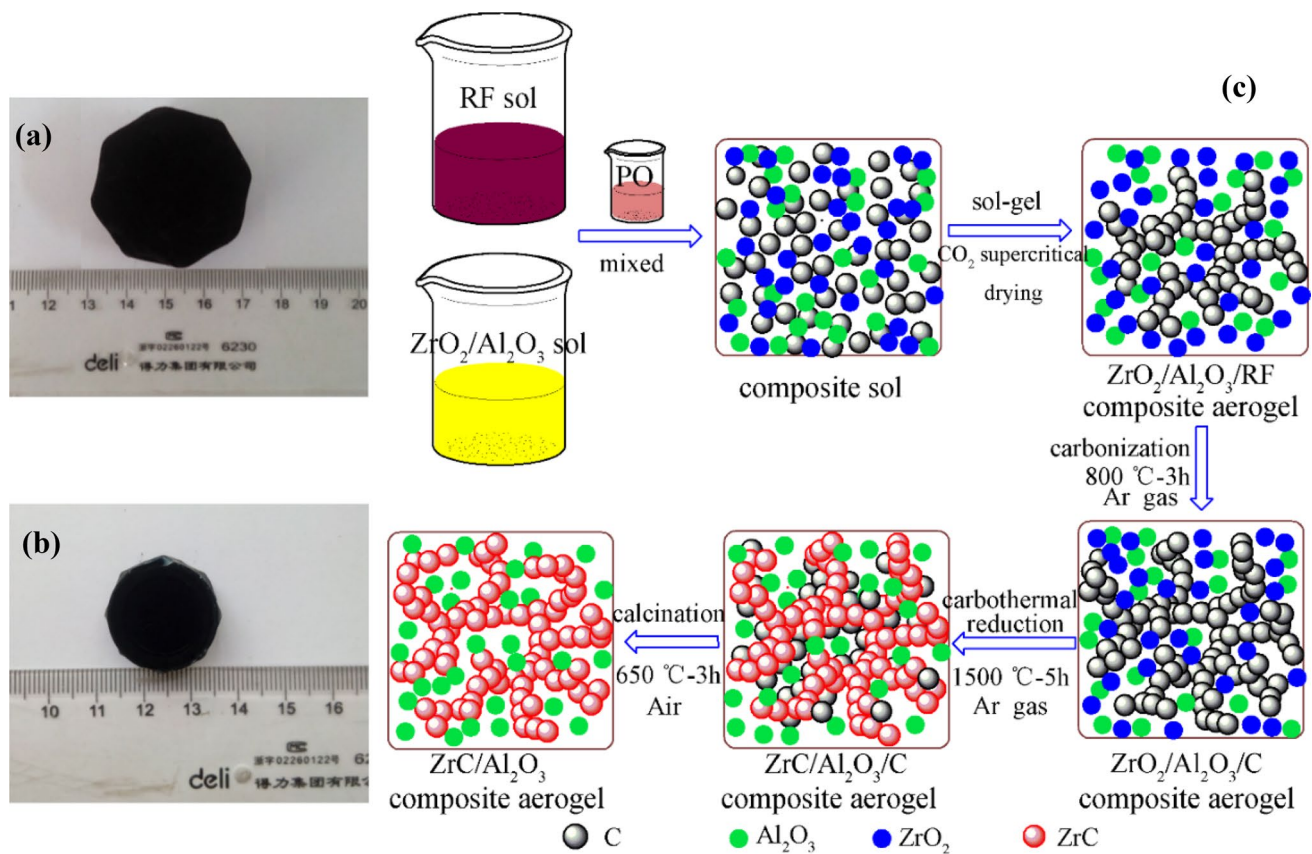 (a)
11 12 13 14 15 16 17 18 19 20
浙字02260122号 6230
deli 得力集团有限公司
(b)
10 11 12 13 14 15 16
浙字02260122号
deli 得力集团有限公
(c)
RF sol
PO
mixed
ZrO₂/Al₂O₃ sol
composite sol
sol-gel
CO₂ supercritical
drying
ZrO₂/Al₂O₃/RF
composite aerogel
carbonization
800 ℃-3h
Ar gas
ZrO₂/Al₂O₃/C
composite aerogel
carbothermal
reduction
1500 ℃-5h
Ar gas
ZrC/Al₂O₃/C
composite aerogel
calcination
650 ℃-3h
Air
ZrC/Al₂O₃
composite aerogel
C Al₂O₃ ZrO₂ ZrC